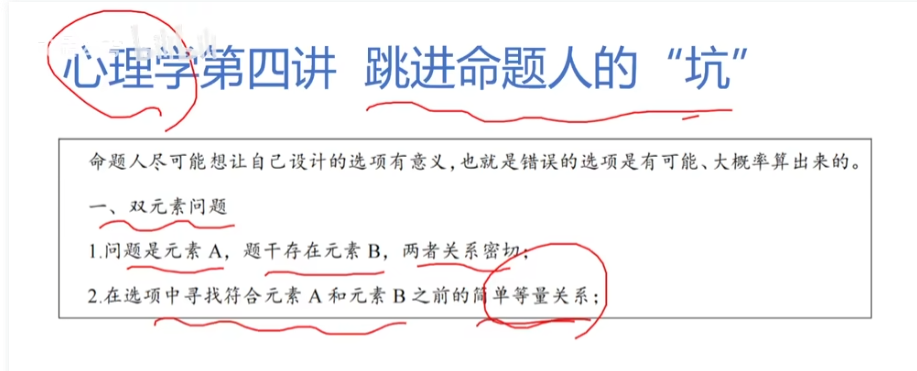 心理学第四讲 跳进命题人的“坑”
命题人尽可能想让自己设计的选项有意义，也就是错误的选项是有可能、大概率算出来的。
一、双元素问题
1.问题是元素 A，题干存在元素 B，两者关系密切；
2.在选项中寻找符合元素 A 和元素 B 之前的简单等量关系；